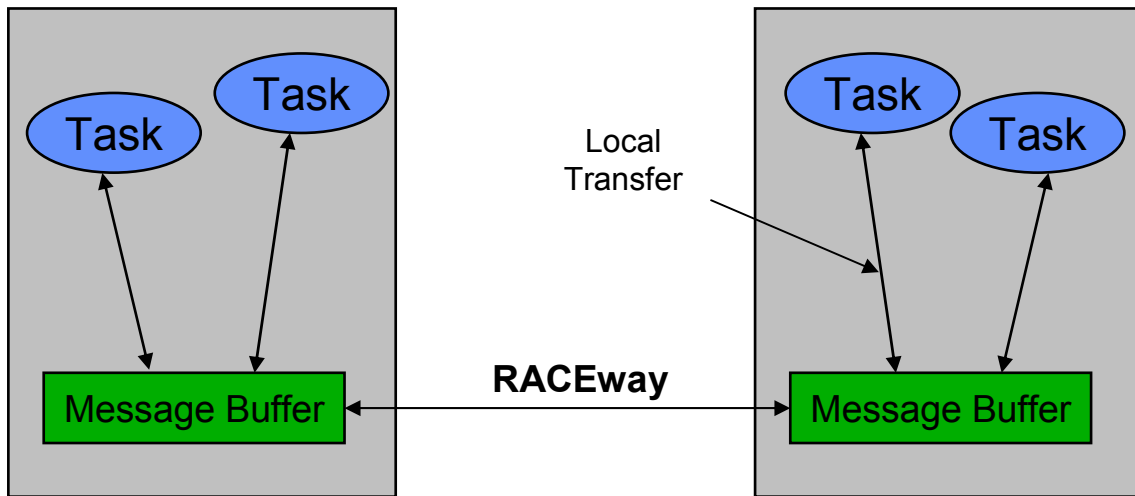 Task
Task
Message Buffer
RACEway
Local
Transfer
Task
Task
Message Buffer